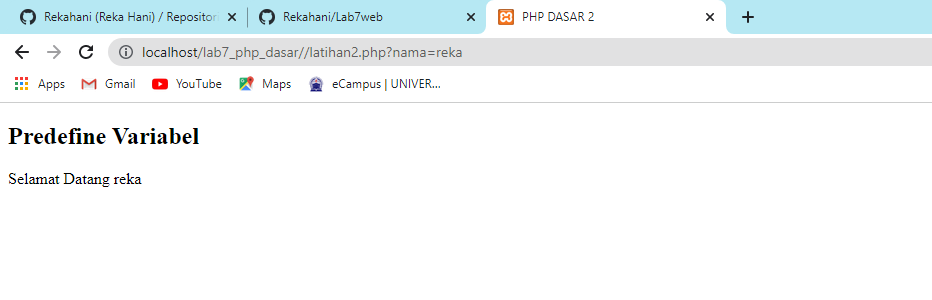 Rekahani (Reka Hani) / Repositor
Rekahani/Lab7web
PHP DASAR 2
localhost/lab7_php_dasar//latihan2.php?nama=reka
Apps
Gmail
YouTube
Maps
eCampus | UNIVER...
Predefine Variabel
Selamat Datang reka